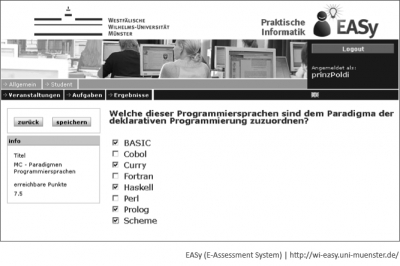 WESTFÄLISCHE
WILHELMS-UNIVERSITÄT
MÜNSTER
Praktische
Informatik
EASy
Logout
Angemeldet als:
prinzPoldi
> Allgemein > Student
> Veranstaltungen > Aufgaben > Ergebnisse
zurück speichern
Info
Titel
MC - Paradigmen
Programmiersprachen
erreichbare Punkte
7.5
Welche dieser Programmiersprachen sind dem Paradigma der
deklarativen Programmierung zuzuordnen?
BASIC
Cobol
Curry
Fortran
Haskell
Perl
Prolog
Scheme
EASy (E-Assessment System) | http://wi-easy.uni-muenster.de/